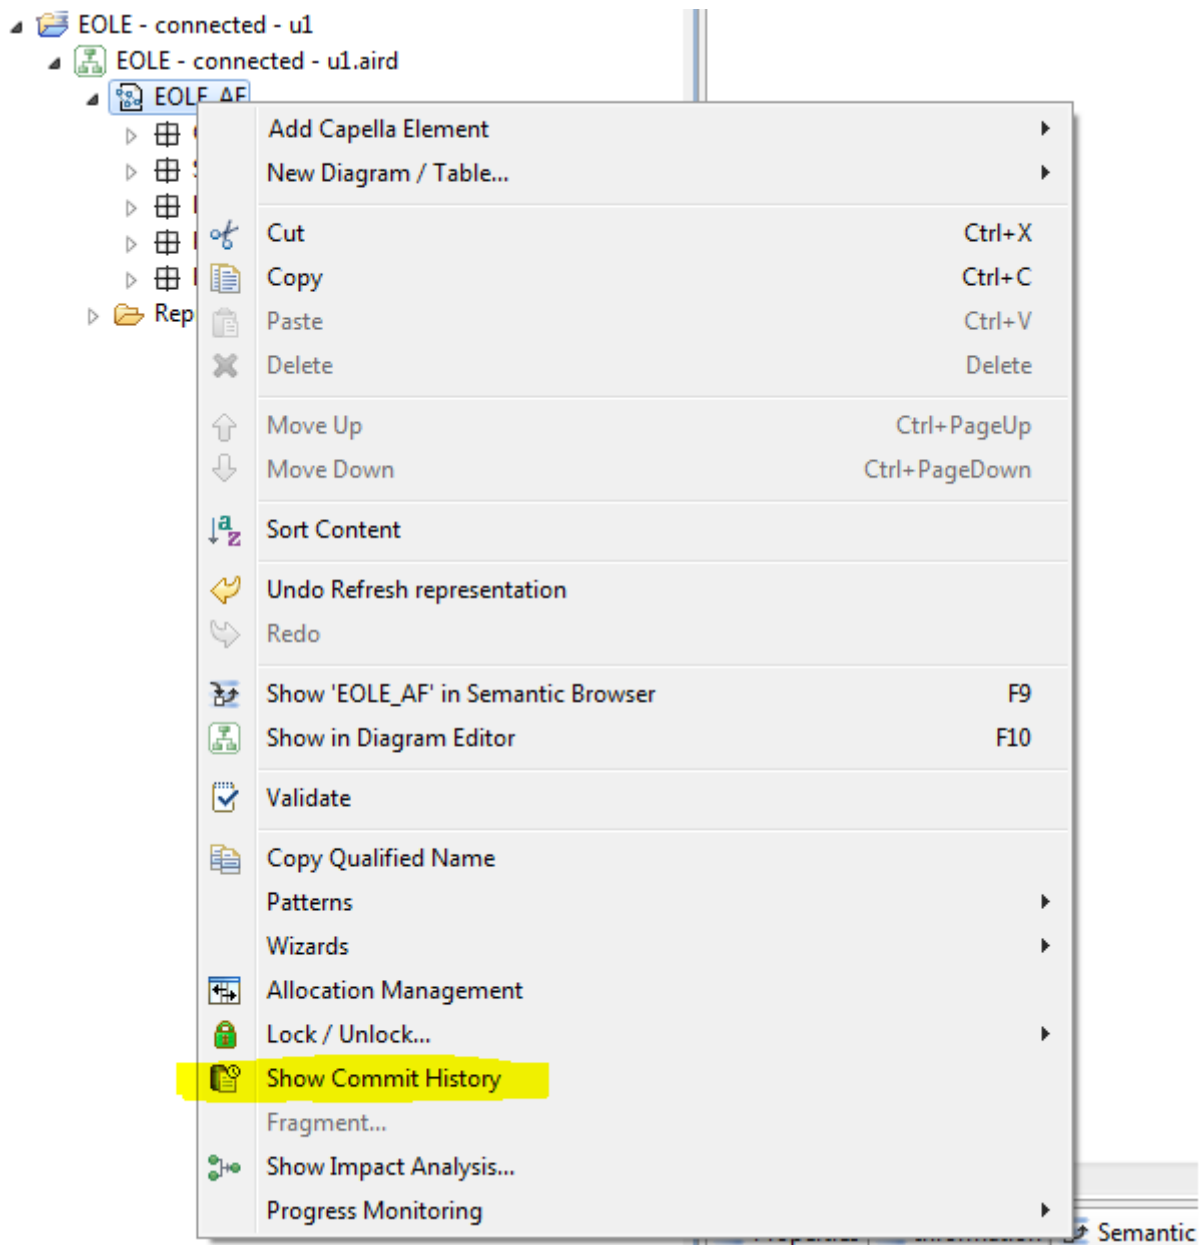 EOLE - connected - u1
EOLE - connected - u1.aird
EOLE_AF
Rep
Add Capella Element
New Diagram / Table...
Cut Ctrl+X
Copy Ctrl+C
Paste Ctrl+V
Delete Delete
Move Up Ctrl+PageUp
Move Down Ctrl+PageDown
Sort Content
Undo Refresh representation
Redo
Show 'EOLE_AF' in Semantic Browser F9
Show in Diagram Editor F10
Validate
Copy Qualified Name
Patterns
Wizards
Allocation Management
Lock / Unlock...
Show Commit History
Fragment...
Show Impact Analysis...
Progress Monitoring
Semantic